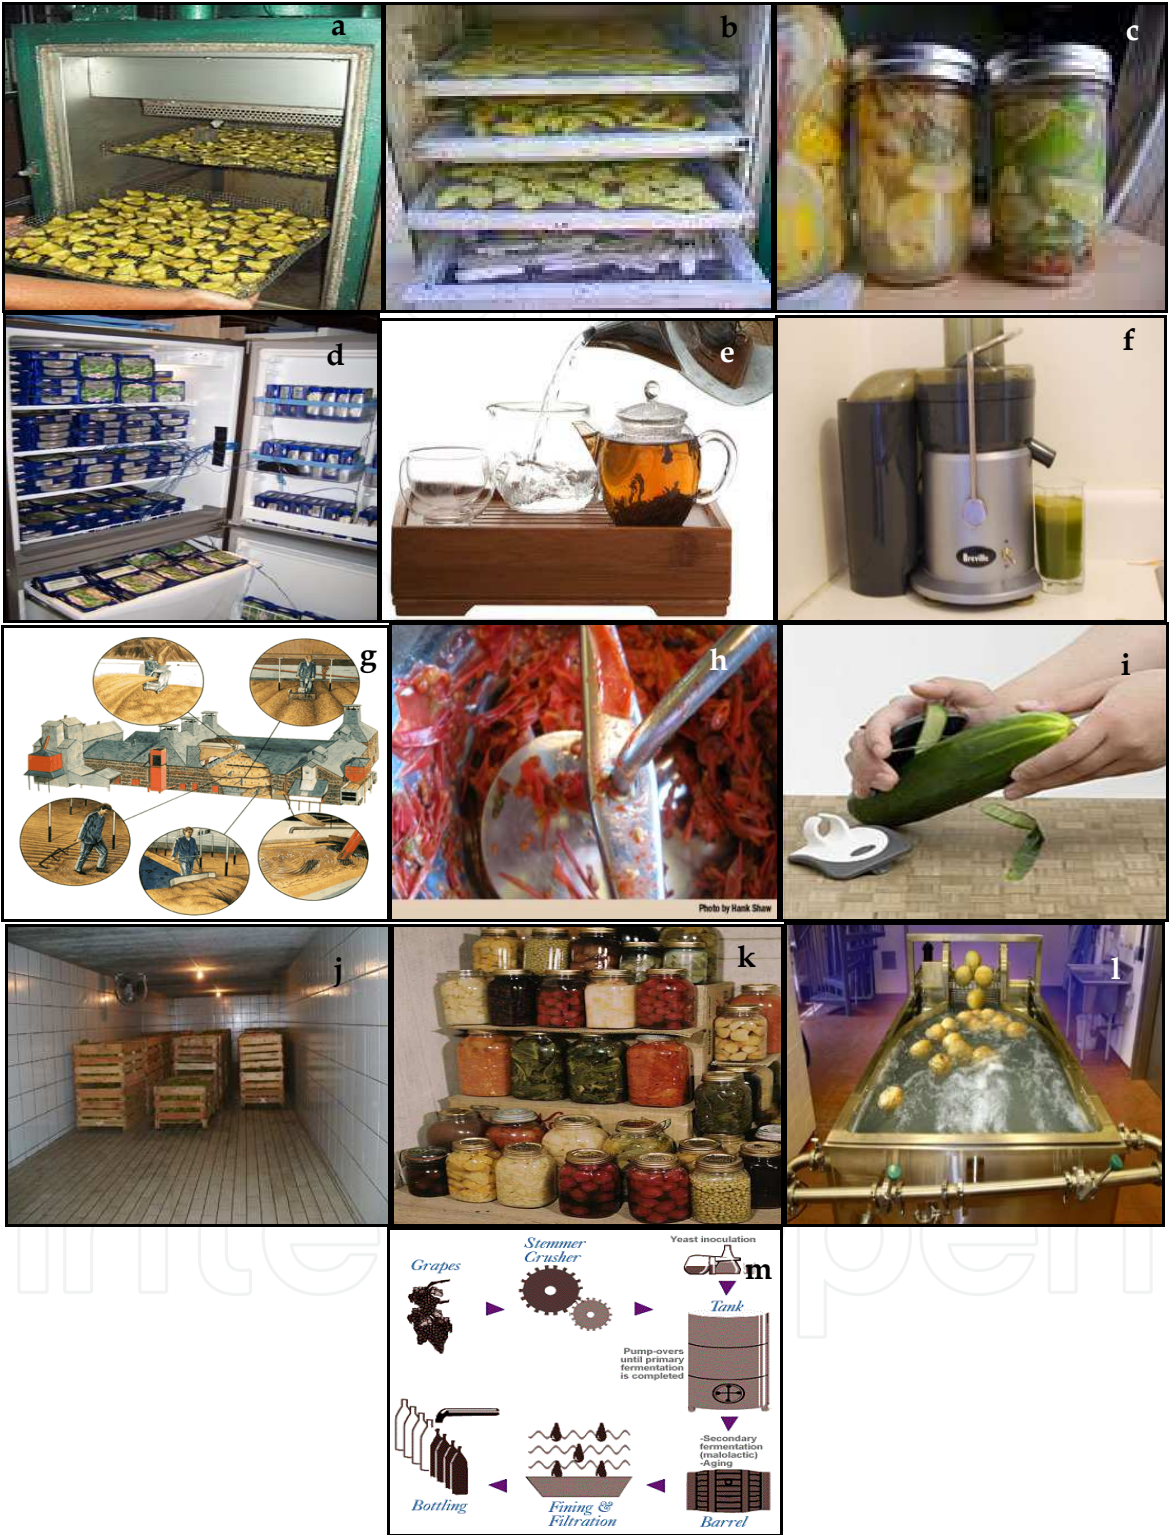 a
b
c
d
e
f
Breville
g
h
Photo by Hank Shaw
i
j
k
l
m
Grapes
Stemmer
Crusher
Yeast inoculation
Tank
Pump-overs
until primary
fermentation
is completed
-Secondary
fermentation
(malolactic)
-Aging
Barrel
Fining &
Filtration
Bottling